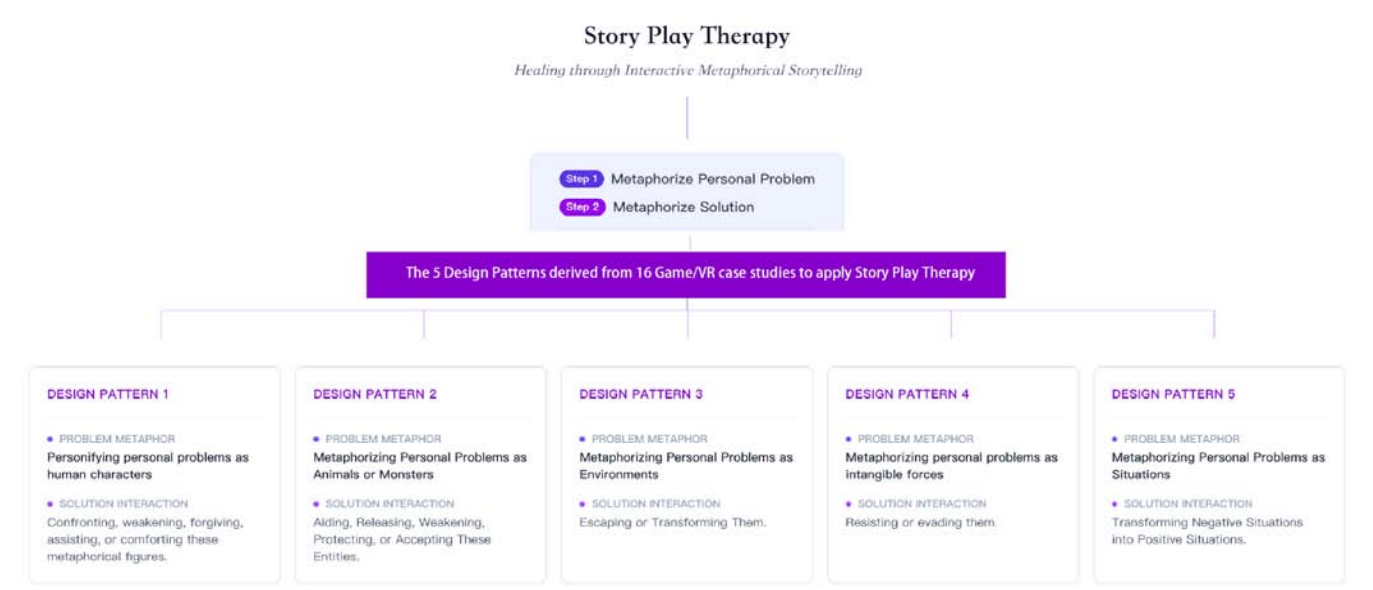 Story Play Therapy
Healing through Interactive Metaphorical Storytelling
Step 1 Metaphorize Personal Problem
Step 2 Metaphorize Solution
The 5 Design Patterns derived from 16 Game/VR case studies to apply Story Play Therapy
DESIGN PATTERN 1
PROBLEM METAPHOR
Personifying personal problems as
human characters
SOLUTION INTERACTION
Confronting, weakening, forgiving,
assisting, or comforting these
metaphorical figures.
DESIGN PATTERN 2
PROBLEM METAPHOR
Metaphorizing Personal Problems as
Animals or Monsters
SOLUTION INTERACTION
Aiding, Releasing, Weakening,
Protecting, or Accepting These
Entities.
DESIGN PATTERN 3
PROBLEM METAPHOR
Metaphorizing Personal Problems as
Environments
SOLUTION INTERACTION
Escaping or Transforming Them.
DESIGN PATTERN 4
PROBLEM METAPHOR
Metaphorizing personal problems as
intangible forces
SOLUTION INTERACTION
Resisting or evading them.
DESIGN PATTERN 5
PROBLEM METAPHOR
Metaphorizing Personal Problems as
Situations
SOLUTION INTERACTION
Transforming Negative Situations
into Positive Situations.